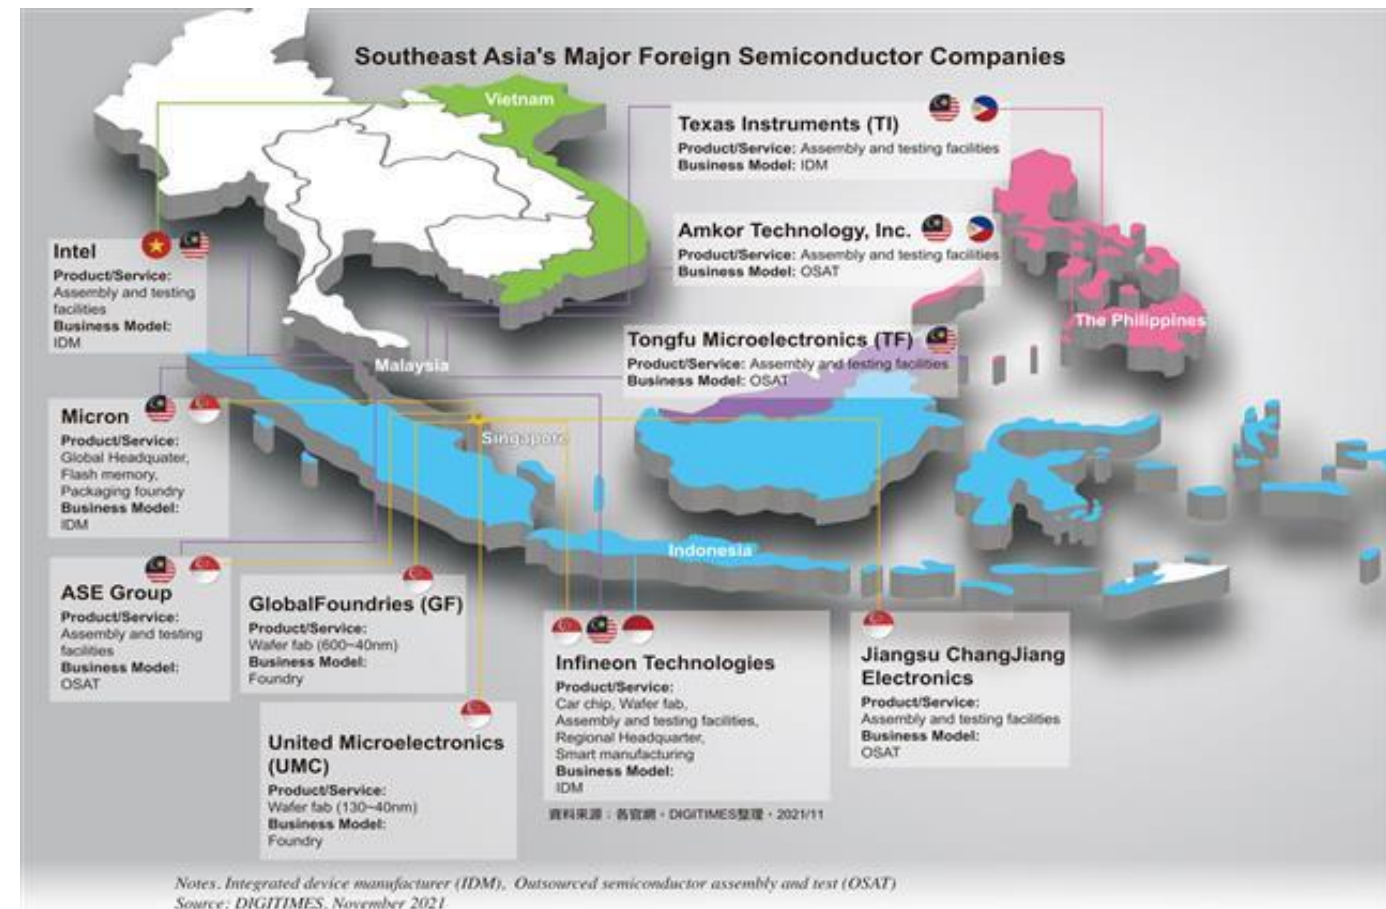 Southeast Asia's Major Foreign Semiconductor Companies
Vietnam
Texas Instruments (TI)
Product/Service: Assembly and testing facilities
Business Model: IDM
Amkor Technology, Inc.
Product/Service: Assembly and testing facilities
Business Model: OSAT
Intel
Product/Service:
Assembly and testing
facilities
Business Model:
IDM
The Philippines
Tongfu Microelectronics (TF)
Product/Service: Assembly and testing facilities
Business Model: OSAT
Malaysia
Micron
Product/Service:
Global Headquater,
Flash memory,
Packaging foundry
Business Model:
IDM
Singapore
Indonesia
ASE Group
Product/Service:
Assembly and testing
facilities
Business Model:
OSAT
GlobalFoundries (GF)
Product/Service:
Wafer fab (600~40nm)
Business Model:
Foundry
United Microelectronics
(UMC)
Product/Service:
Wafer fab (130~40nm)
Business Model:
Foundry
Infineon Technologies
Product/Service:
Car chip, Wafer fab,
Assembly and testing facilities,
Regional Headquarter,
Smart manufacturing
Business Model:
IDM
Jiangsu ChangJiang
Electronics
Product/Service:
Assembly and testing facilities
Business Model:
OSAT
資料來源：各官網，DIGITIMES整理，2021/11
Notes. Integrated device manufacturer (IDM), Outsourced semiconductor assembly and test (OSAT)
Source: DIGITIMES, November 2021